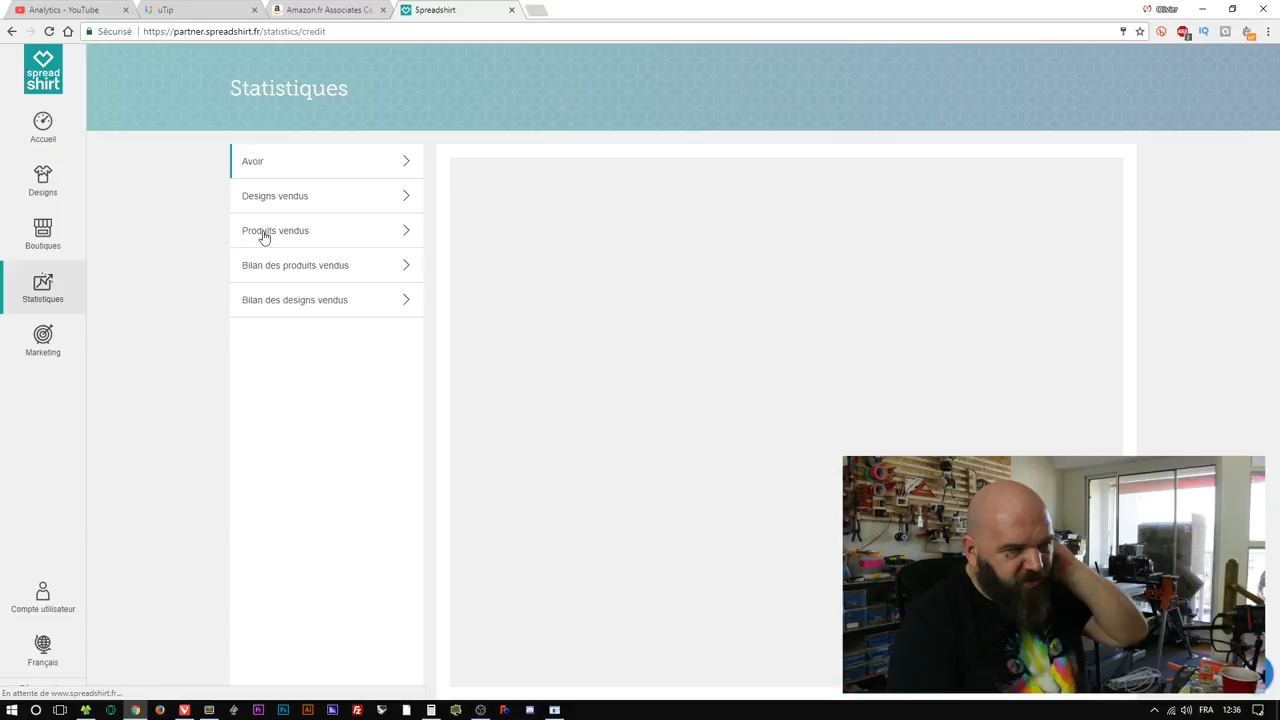 Analytics - YouTube
uTip
Amazon.fr Associates Ce
Spreadshirt
Olivier
Sécurisé
https://partner.spreadshirt.fr/statistics/credit
spread
shirt
Statistiques
Accueil
Designs
Boutiques
Statistiques
Marketing
Compte utilisateur
Français
Avoir
Designs vendus
Produits vendus
Bilan des produits vendus
Bilan des designs vendus
En attente de www.spreadshirt.fr...
FRA
12:36